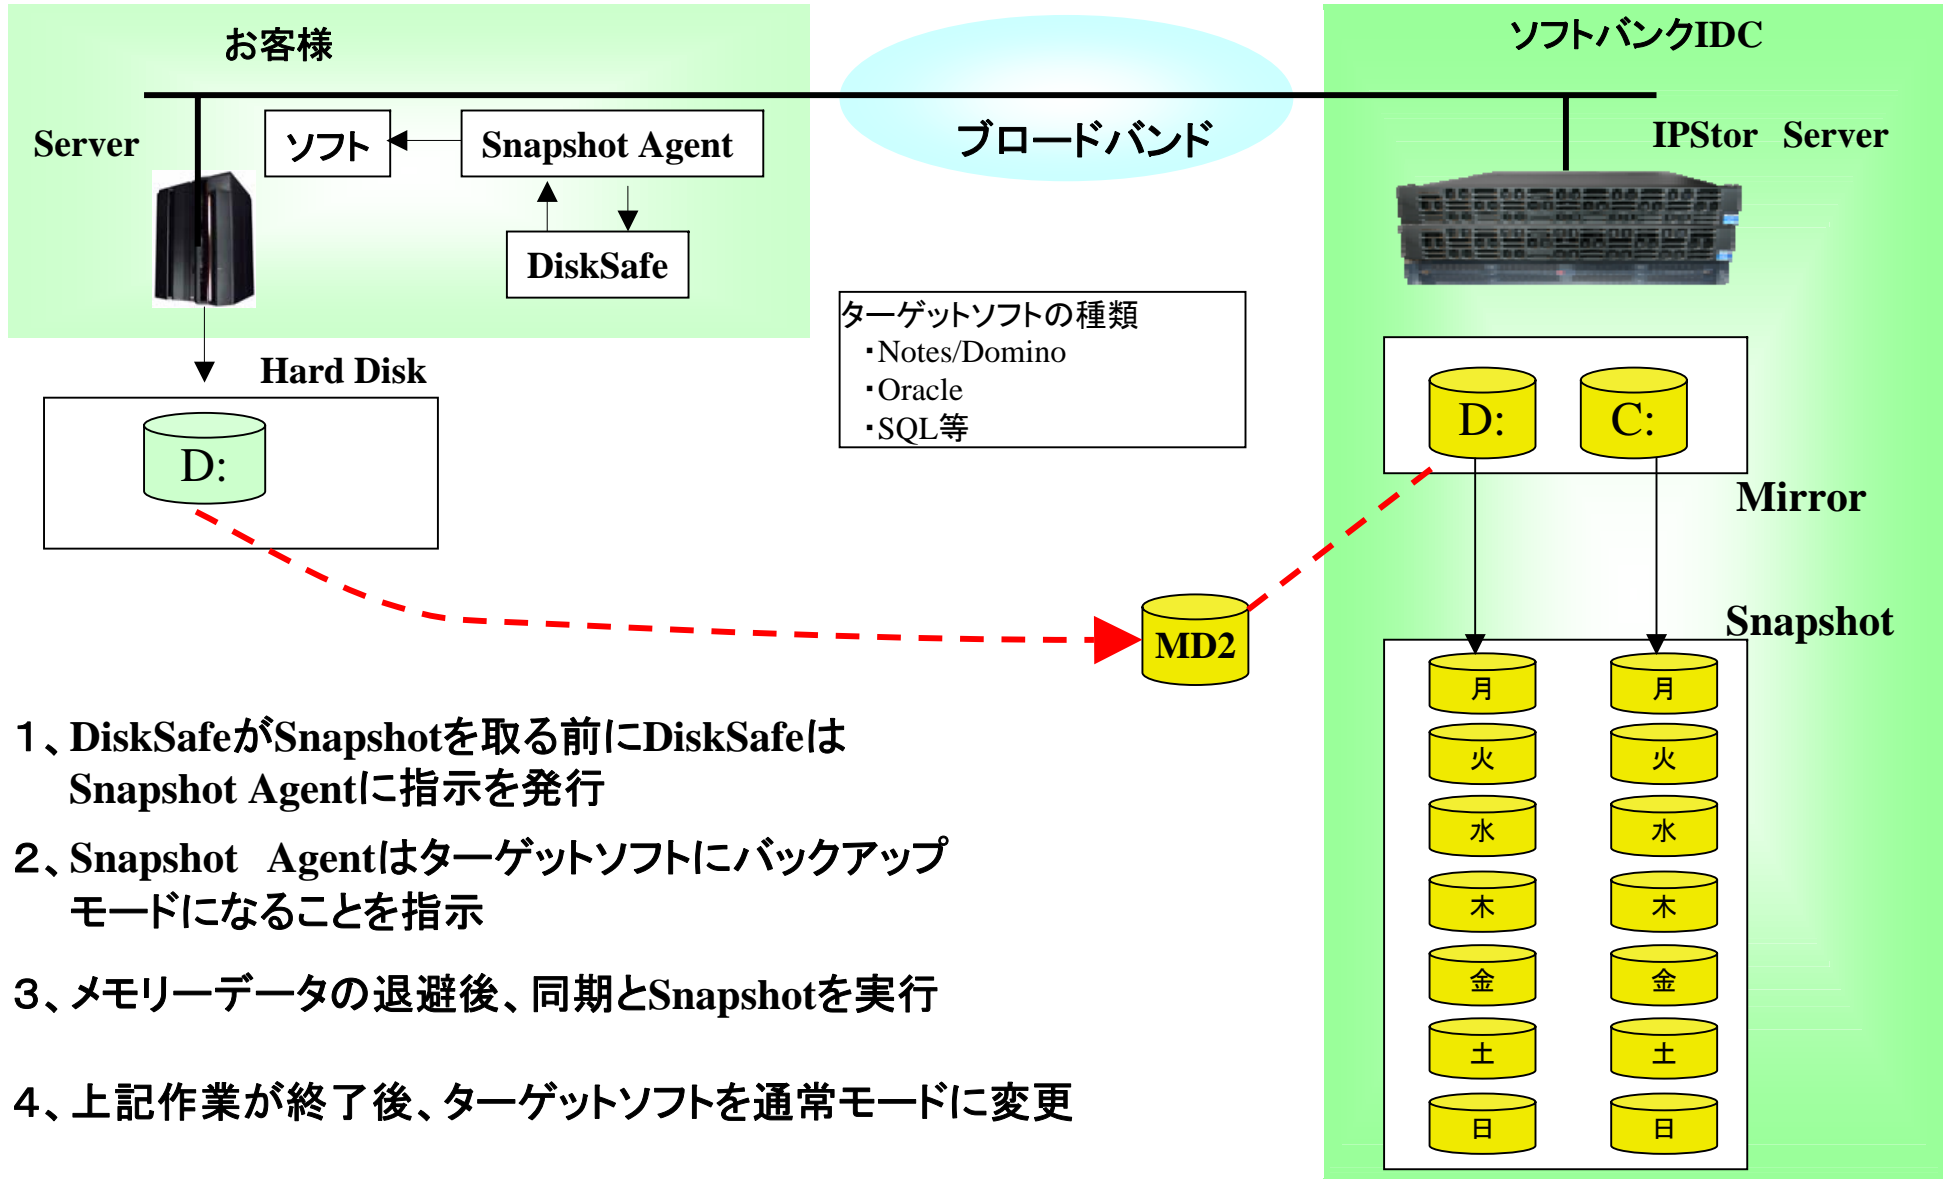 お客様
ソフトバンクIDC
Server
ソフト
Snapshot Agent
ブロードバンド
IPStor Server
DiskSafe
ターゲットソフトの種類
・Notes/Domino
・Oracle
・SQL等
Hard Disk
D:
D:
C:
Mirror
MD2
Snapshot
月
月
火
火
水
水
木
木
金
金
土
土
日
日
１、DiskSafeがSnapshotを取る前にDiskSafeは
Snapshot Agentに指示を発行
２、Snapshot Agentはターゲットソフトにバックアップ
モードになることを指示
３、メモリーデータの退避後、同期とSnapshotを実行
４、上記作業が終了後、ターゲットソフトを通常モードに変更